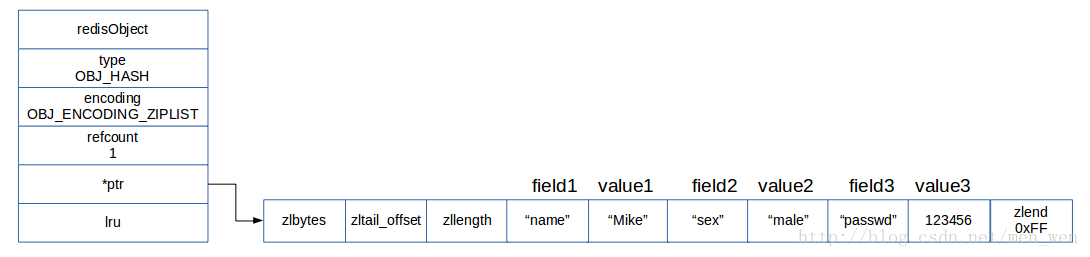 redisObject
type
OBJ_HASH
encoding
OBJ_ENCODING_ZIPLIST
refcount
1
*ptr
lru
field1 value1 field2 value2 field3 value3
zlbytes zltail_offset zllength “name” “Mike” “sex” “male” “passwd” 123456 zlend
0xFF
http://blog.csdn.net/men_wen